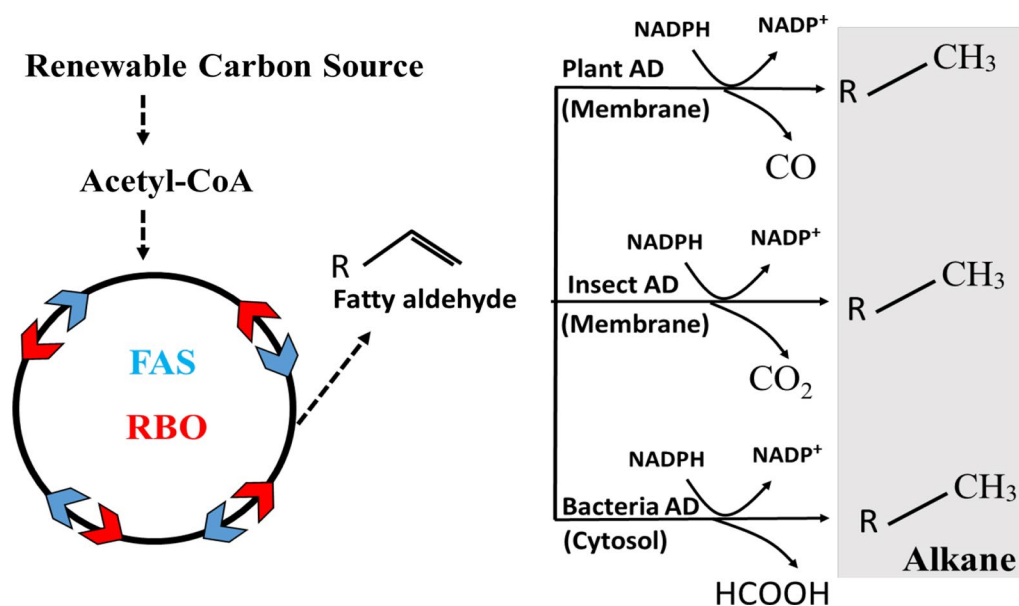 Renewable Carbon Source
Acetyl-CoA
FAS
RBO
R
Fatty aldehyde
NADPH
NADP⁺
Plant AD
(Membrane)
CO
R
CH₃
NADPH
NADP⁺
Insect AD
(Membrane)
CO₂
R
CH₃
NADPH
NADP⁺
Bacteria AD
(Cytosol)
HCOOH
R
CH₃
Alkane